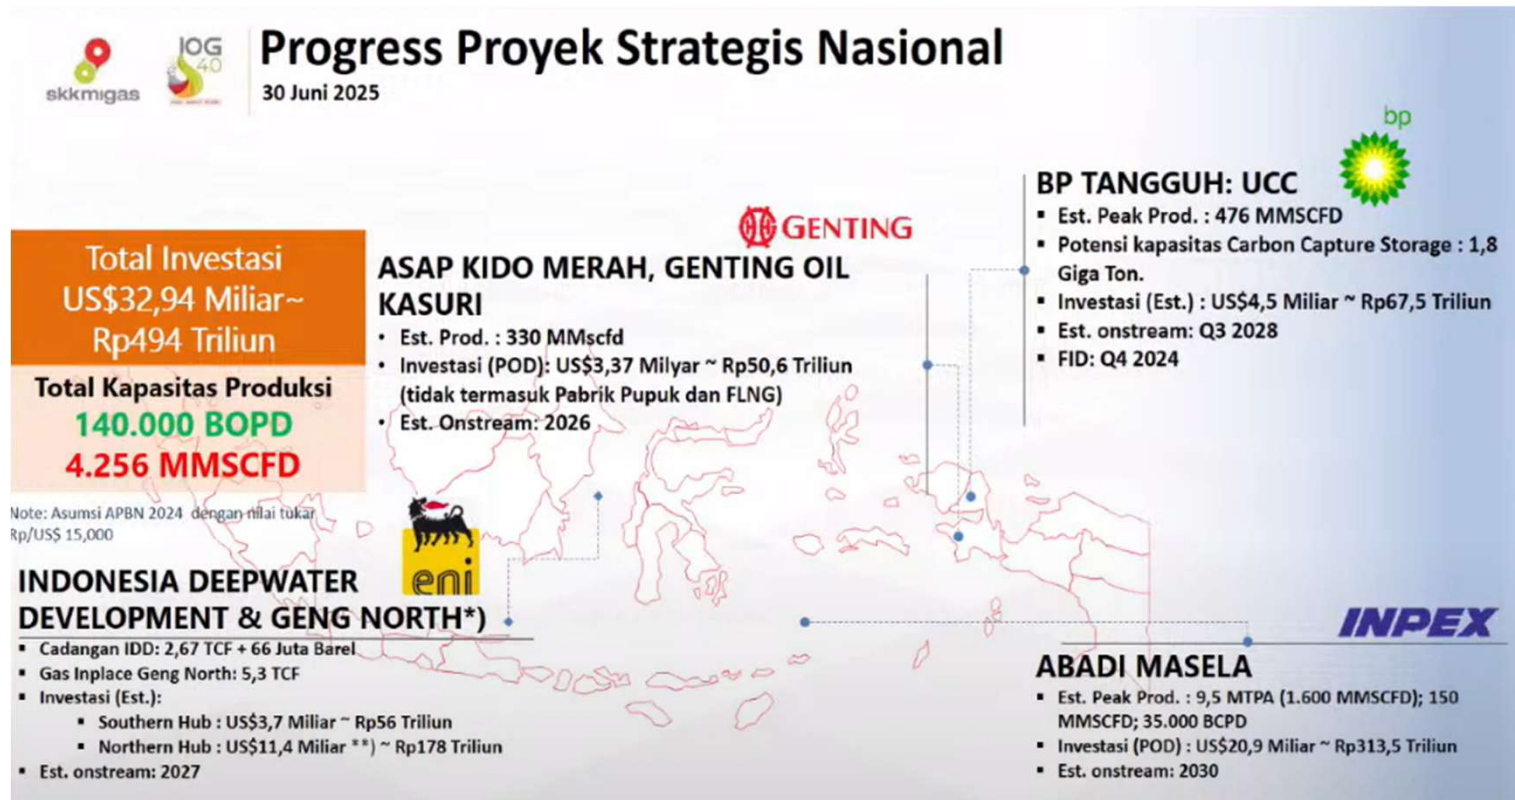 skkmigas
IOG
40
Progress Proyek Strategis Nasional
30 Juni 2025
Total Investasi
US$32,94 Miliar~
Rp494 Triliun
Total Kapasitas Produksi
140.000 BOPD
4.256 MMSCFD
Note: Asumsi APBN 2024 dengan nilai tukar
Rp/US$ 15,000
GENTING
ASAP KIDO MERAH, GENTING OIL
KASURI
• Est. Prod. : 330 MMscfd
• Investasi (POD): US$3,37 Milyar ~ Rp50,6 Triliun
(tidak termasuk Pabrik Pupuk dan FLNG)
• Est. Onstream: 2026
bp
BP TANGGUH: UCC
▪ Est. Peak Prod. : 476 MMSCFD
▪ Potensi kapasitas Carbon Capture Storage : 1,8
Giga Ton.
▪ Investasi (Est.) : US$4,5 Miliar ~ Rp67,5 Triliun
▪ Est. onstream: Q3 2028
▪ FID: Q4 2024
eni
INDONESIA DEEPWATER
DEVELOPMENT & GENG NORTH*)
▪ Cadangan IDD: 2,67 TCF + 66 Juta Barel
▪ Gas Inplace Geng North: 5,3 TCF
▪ Investasi (Est.):
▪ Southern Hub : US$3,7 Miliar ~ Rp56 Triliun
▪ Northern Hub : US$11,4 Miliar **) ~ Rp178 Triliun
▪ Est. onstream: 2027
INPEX
ABADI MASELA
▪ Est. Peak Prod. : 9,5 MTPA (1.600 MMSCFD); 150
MMSCFD; 35.000 BCPD
▪ Investasi (POD) : US$20,9 Miliar ~ Rp313,5 Triliun
▪ Est. onstream: 2030